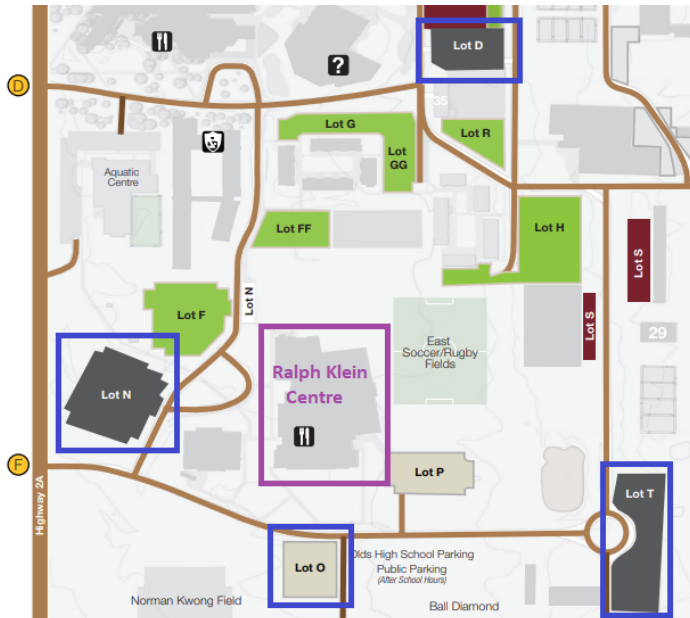 Lot D
?
D
35
Lot G
Lot R
Lot
GG
Aquatic
Centre
Lot FF
Lot H
Lot S
Lot N
Lot F
Lot S
29
East
Soccer/Rugby
Fields
Ralph Klein
Centre
Lot N
F
Lot P
Lot T
Highway 2A
Olds High School Parking
Public Parking
(After School Hours)
Lot O
Norman Kwong Field
Ball Diamond